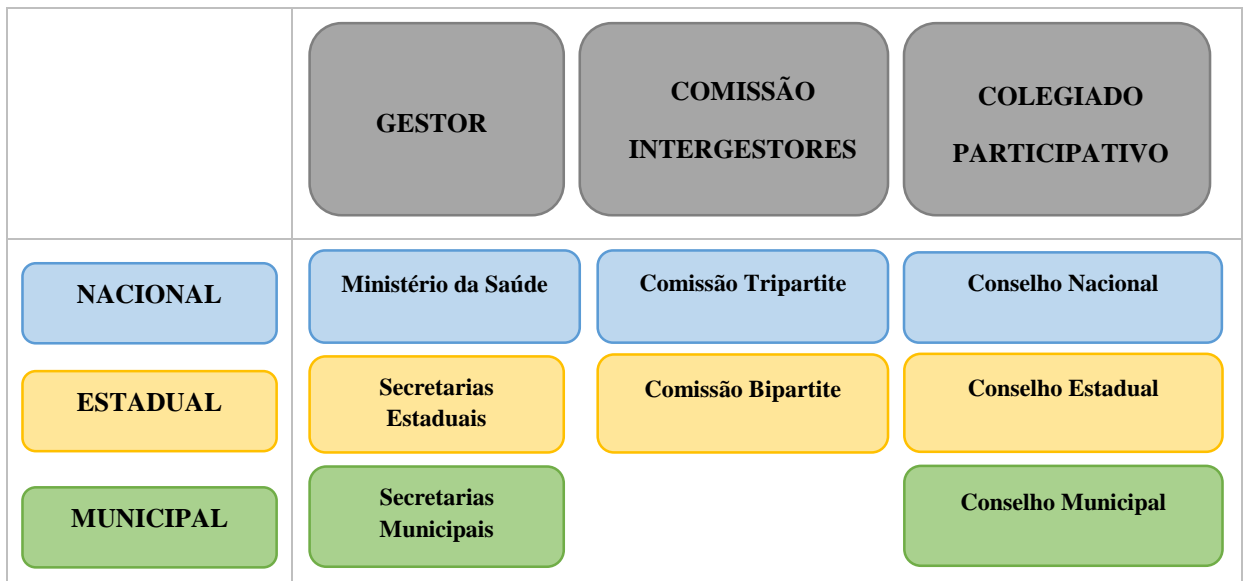 GESTOR
COMISSÃO
INTERGESTORES
COLEGIADO
PARTICIPATIVO
NACIONAL
Ministério da Saúde
Comissão Tripartite
Conselho Nacional
ESTADUAL
Secretarias
Estaduais
Comissão Bipartite
Conselho Estadual
MUNICIPAL
Secretarias
Municipais
Conselho Municipal